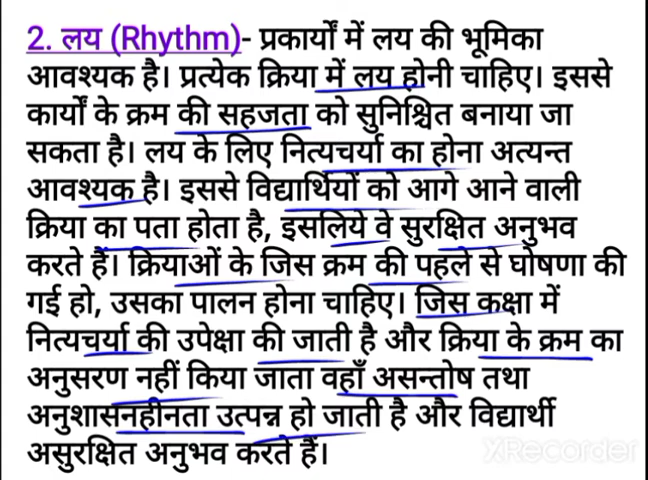 2. लय (Rhythm)- प्रकार्यों में लय की भूमिका
आवश्यक है। प्रत्येक क्रिया में लय होनी चाहिए। इससे
कार्यों के क्रम की सहजता को सुनिश्चित बनाया जा
सकता है। लय के लिए नित्यचर्या का होना अत्यन्त
आवश्यक है। इससे विद्यार्थियों को आगे आने वाली
क्रिया का पता होता है, इसलिये वे सुरक्षित अनुभव
करते हैं। क्रियाओं के जिस क्रम की पहले से घोषणा की
गई हो, उसका पालन होना चाहिए। जिस कक्षा में
नित्यचर्या की उपेक्षा की जाती है और क्रिया के क्रम का
अनुसरण नहीं किया जाता वहाँ असन्तोष तथा
अनुशासनहीनता उत्पन्न हो जाती है और विद्यार्थी
असुरक्षित अनुभव करते हैं।
XRecorder